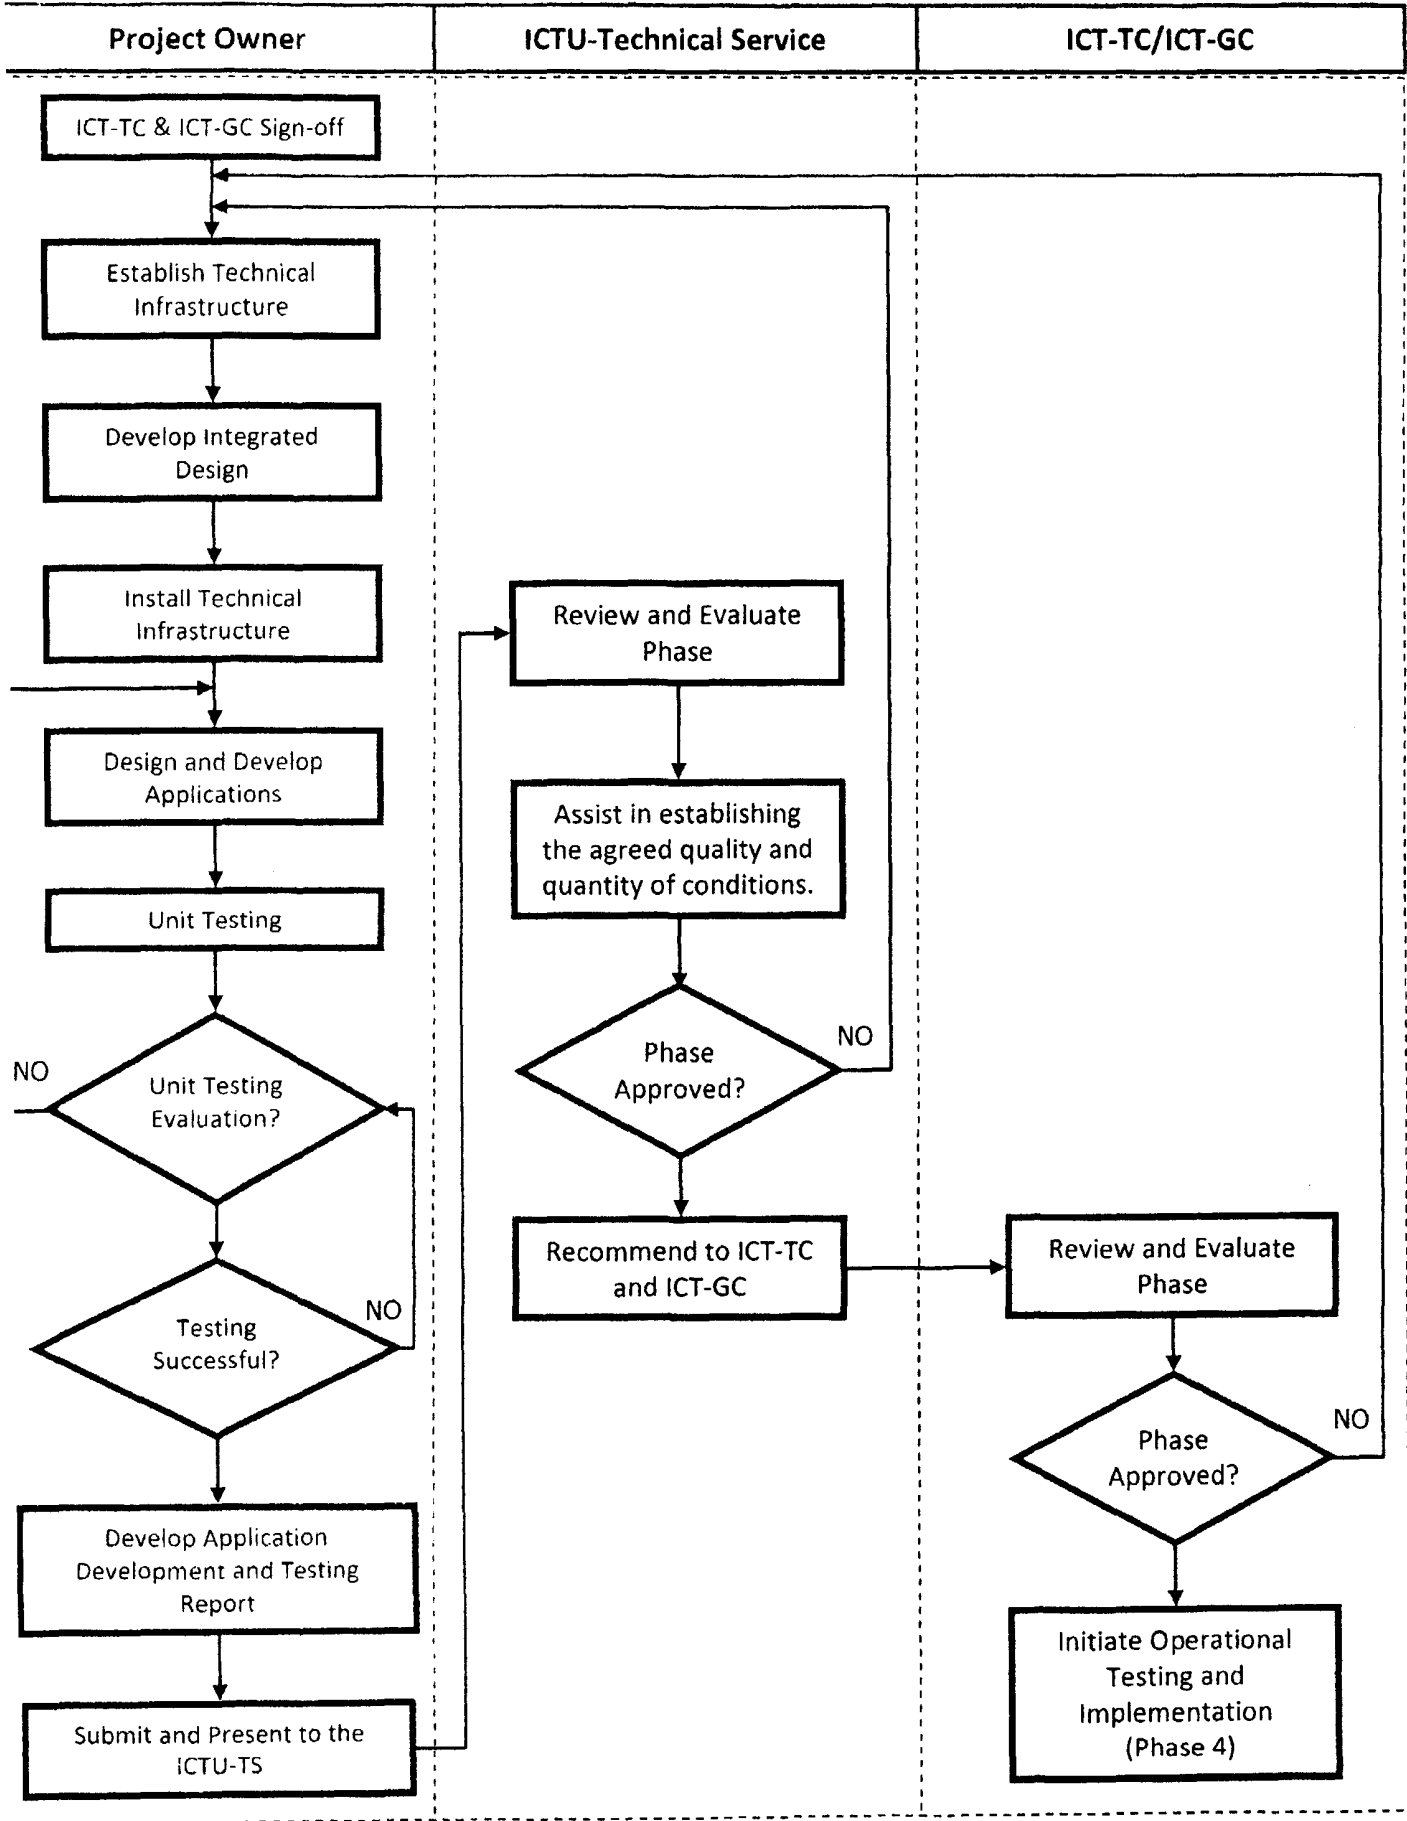 Project Owner
ICTU-Technical Service
ICT-TC/ICT-GC
ICT-TC & ICT-GC Sign-off
Establish Technical
Infrastructure
Develop Integrated
Design
Install Technical
Infrastructure
Design and Develop
Applications
Unit Testing
NO
Unit Testing
Evaluation?
NO
Testing
Successful?
Develop Application
Development and Testing
Report
Submit and Present to the
ICTU-TS
Review and Evaluate
Phase
Assist in establishing
the agreed quality and
quantity of conditions.
NO
Phase
Approved?
Recommend to ICT-TC
and ICT-GC
Review and Evaluate
Phase
NO
Phase
Approved?
Initiate Operational
Testing and
Implementation
(Phase 4)